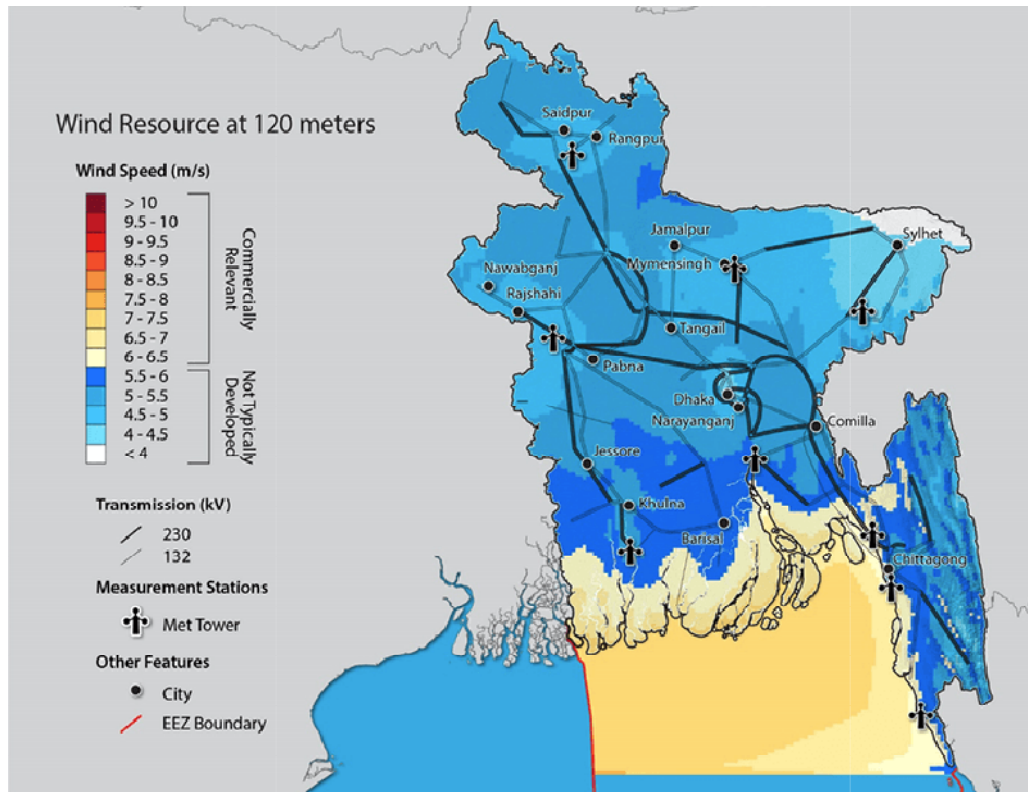 Wind Resource at 120 meters
Wind Speed (m/s)
> 10
9.5 - 10
9 - 9.5
8.5 - 9
8 - 8.5
7.5 - 8
7 - 7.5
6.5 - 7
6 - 6.5
5.5 - 6
5 - 5.5
4.5 - 5
4 - 4.5
< 4
Commercially
Relevant
Not Typically
Developed
Transmission (kV)
230
132
Measurement Stations
Met Tower
Other Features
City
EEZ Boundary
Saidpur
Rangpur
Jamalpur
Sylhet
Mymensingh
Nawabganj
Rajshahi
Tangail
Pabna
Dhaka
Narayanganj
Comilla
Jessore
Khulna
Barisal
Chittagong